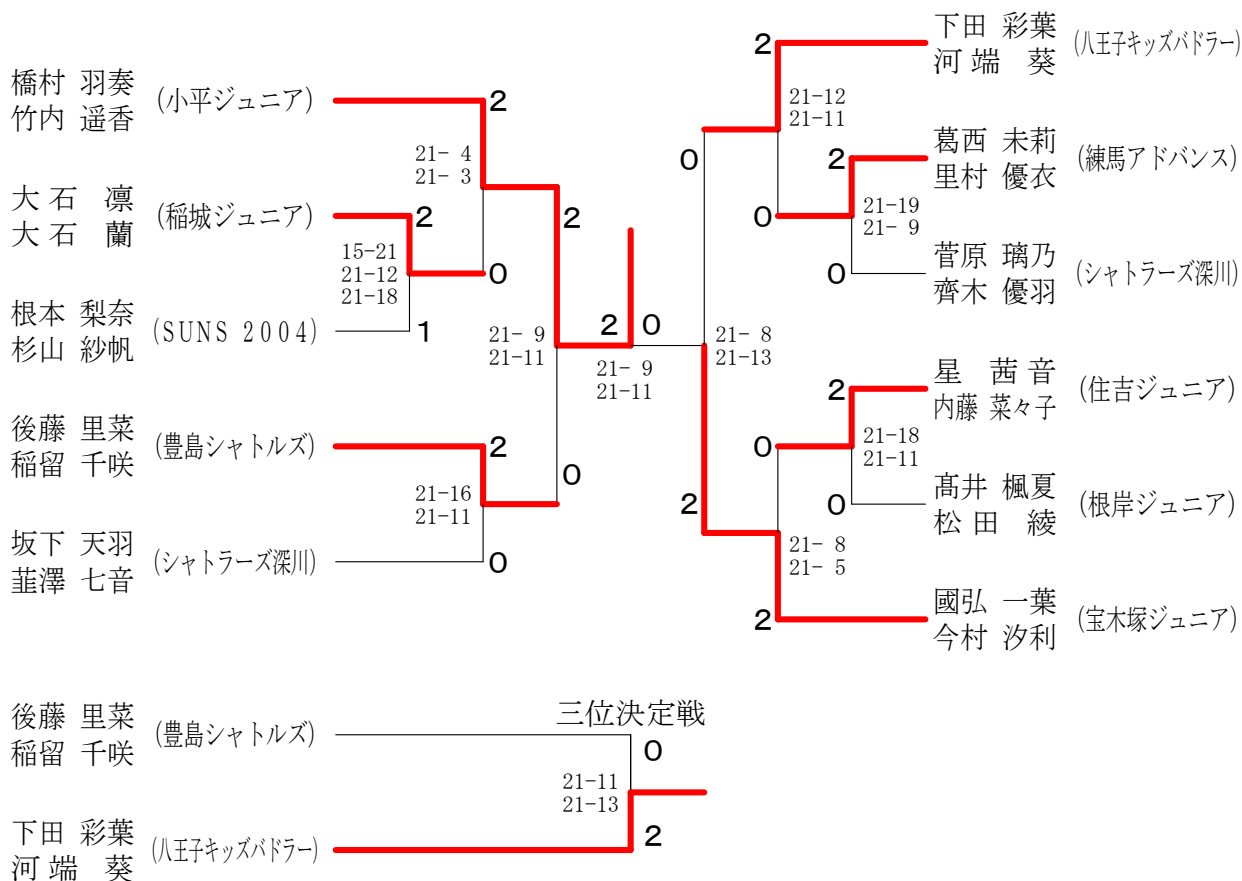 橋村 羽奏
竹内 遥香
(小平ジュニア)
2
21- 4
21- 3
大石 凛
大石 蘭
(稲城ジュニア)
2
0
15-21
21-12
21-18
根本 梨奈
杉山 紗帆
(SUNS 2004)
1
2
21- 9
21-11
後藤 里菜
稲留 千咲
(豊島シャトルズ)
2
0
21-16
21-11
坂下 天羽
韮澤 七音
(シャトラーズ深川)
0
2
0
21- 9
21-11
下田 彩葉
河端 葵
(八王子キッズバドラー)
2
21-12
21-11
0
葛西 未莉
里村 優衣
(練馬アドバンス)
2
0
21-19
21- 9
菅原 璃乃
齊木 優羽
(シャトラーズ深川)
0
21- 8
21-13
星 茜音
内藤 菜々子
(住吉ジュニア)
2
0
21-18
21-11
髙井 楓夏
松田 綾
(根岸ジュニア)
0
2
21- 8
21- 5
國弘 一葉
今村 汐利
(宝木塚ジュニア)
2
三位決定戦
後藤 里菜
稲留 千咲
(豊島シャトルズ)
0
21-11
21-13
下田 彩葉
河端 葵
(八王子キッズバドラー)
2